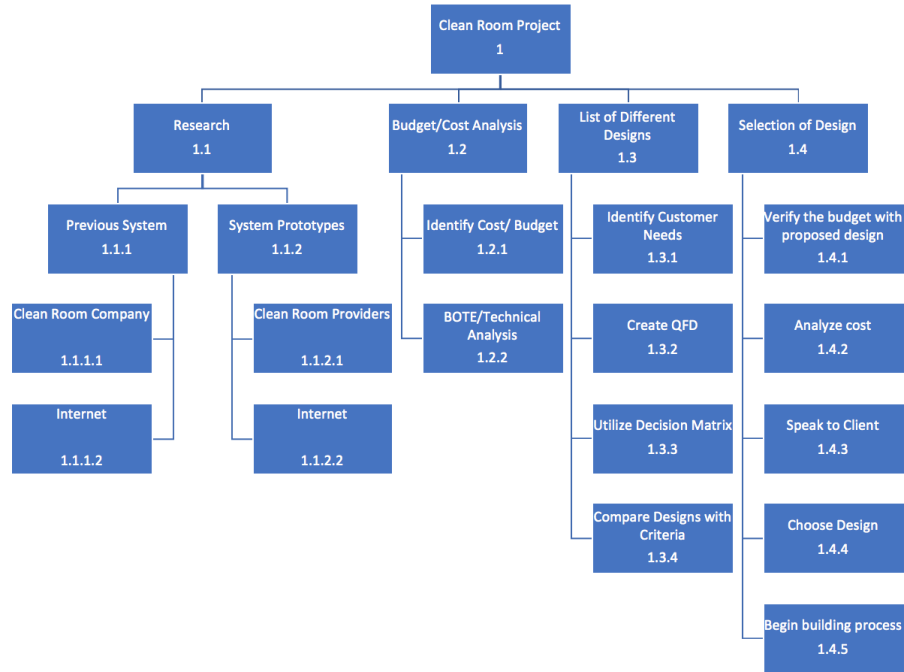 Clean Room Project
1
Research
1.1
Budget/Cost Analysis
1.2
List of Different
Designs
1.3
Selection of Design
1.4
Previous System
1.1.1
System Prototypes
1.1.2
Identify Cost/ Budget
1.2.1
Identify Customer
Needs
1.3.1
Verify the budget with
proposed design
1.4.1
Clean Room Company
1.1.1.1
Clean Room Providers
1.1.2.1
BOTE/Technical
Analysis
1.2.2
Create QFD
1.3.2
Analyze cost
1.4.2
Internet
1.1.1.2
Internet
1.1.2.2
Utilize Decision Matrix
1.3.3
Speak to Client
1.4.3
Compare Designs with
Criteria
1.3.4
Choose Design
1.4.4
Begin building process
1.4.5